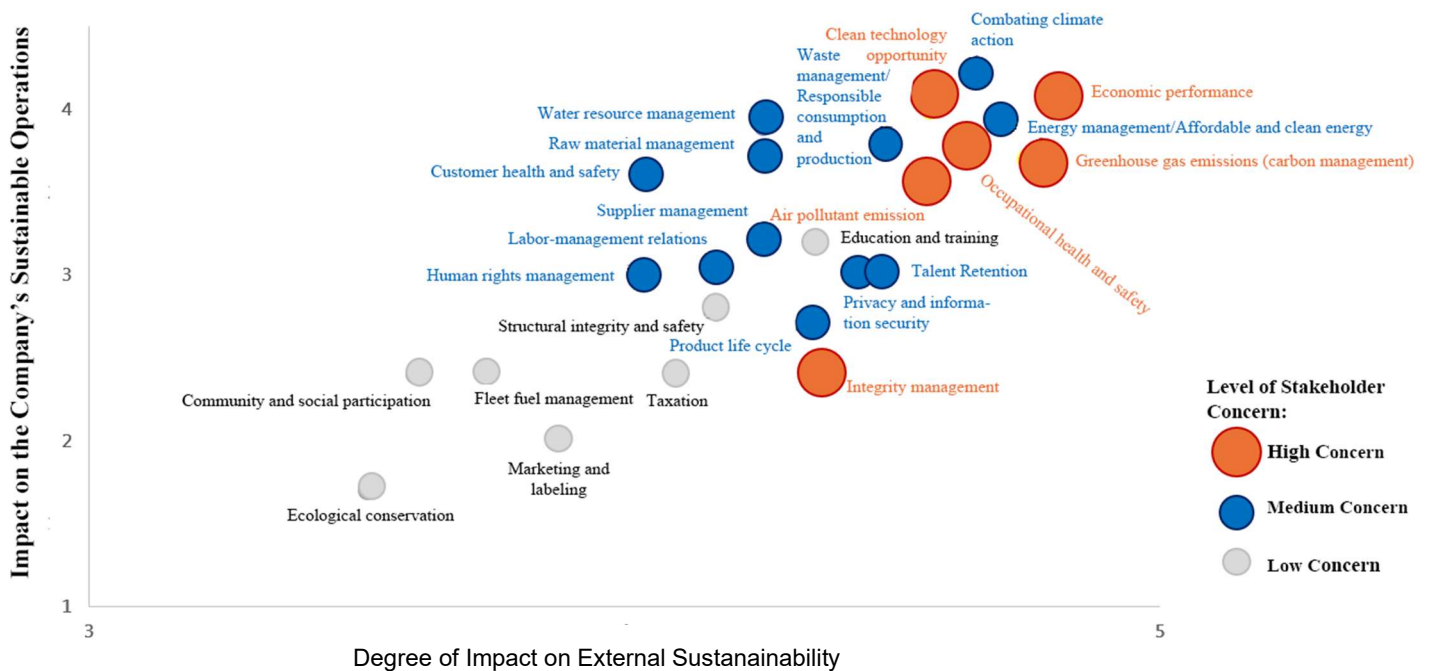 Impact on the Company's Sustainable Operations
4
3
2
1
3
5
Degree of Impact on External Sustanainability
Combating climate
action
Clean technology
opportunity
Waste
management/
Responsible
consumption
and
production
Economic performance
Water resource management
Energy management/Affordable and clean energy
Raw material management
Greenhouse gas emissions (carbon management)
Customer health and safety
Occupational health and safety
Supplier management
Air pollutant emission
Labor-management relations
Education and training
Human rights management
Talent Retention
Privacy and informa-
tion security
Structural integrity and safety
Product life cycle
Integrity management
Community and social participation
Fleet fuel management
Taxation
Marketing and
labeling
Ecological conservation
Level of Stakeholder
Concern:
High Concern
Medium Concern
Low Concern